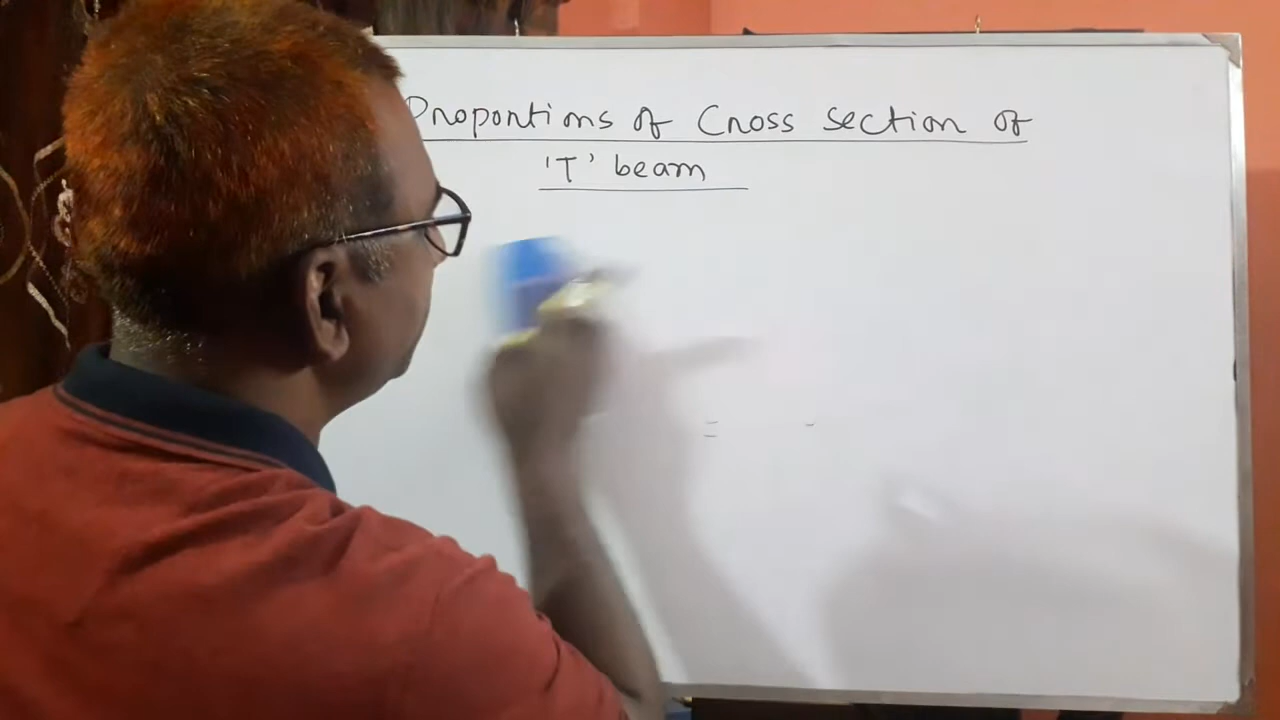 Proportions of Cross section of
'T' beam
=   -